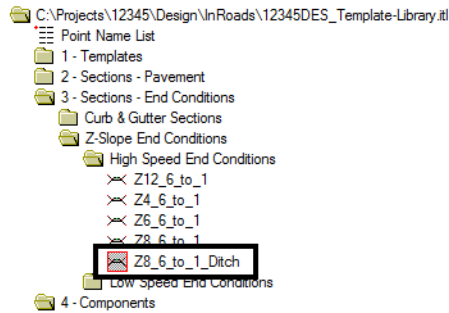 C:\Projects\12345\Design\InRoads\12345DES_Template-Library.itl
Point Name List
1 - Templates
2 - Sections - Pavement
3 - Sections - End Conditions
Curb & Gutter Sections
Z-Slope End Conditions
High Speed End Conditions
Z12_6_to_1
Z4_6_to_1
Z6_6_to_1
Z8_6_to_1
Z8_6_to_1_Ditch
Low Speed End Conditions
4 - Components